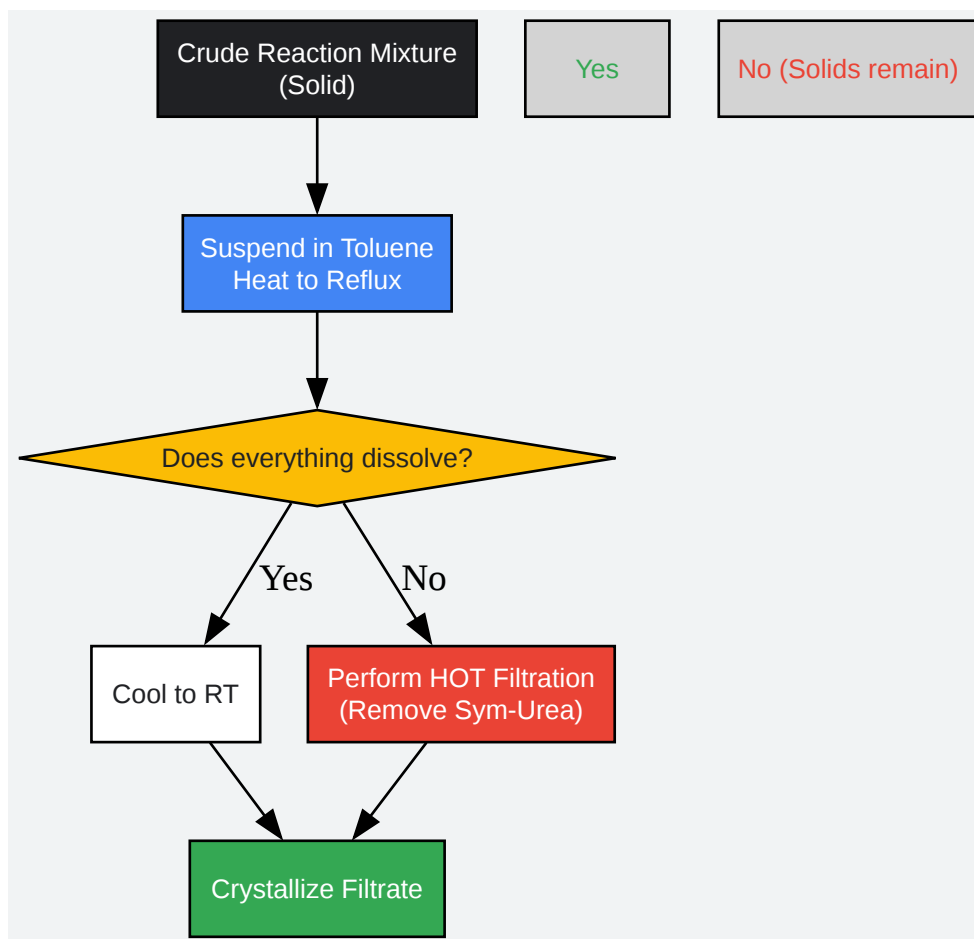 Crude Reaction Mixture
(Solid)
Yes
No (Solids remain)
Suspend in Toluene
Heat to Reflux
Does everything dissolve?
Yes
No
Cool to RT
Perform HOT Filtration
(Remove Sym-Urea)
Crystallize Filtrate